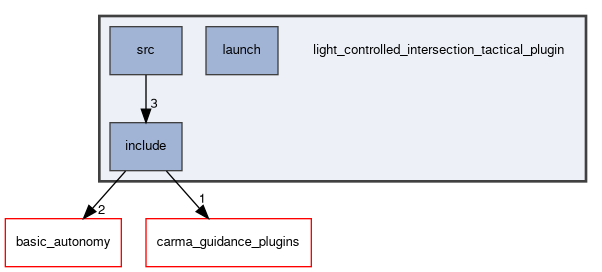 src
launch
light_controlled_intersection_tactical_plugin
3
include
2
1
basic_autonomy
carma_guidance_plugins